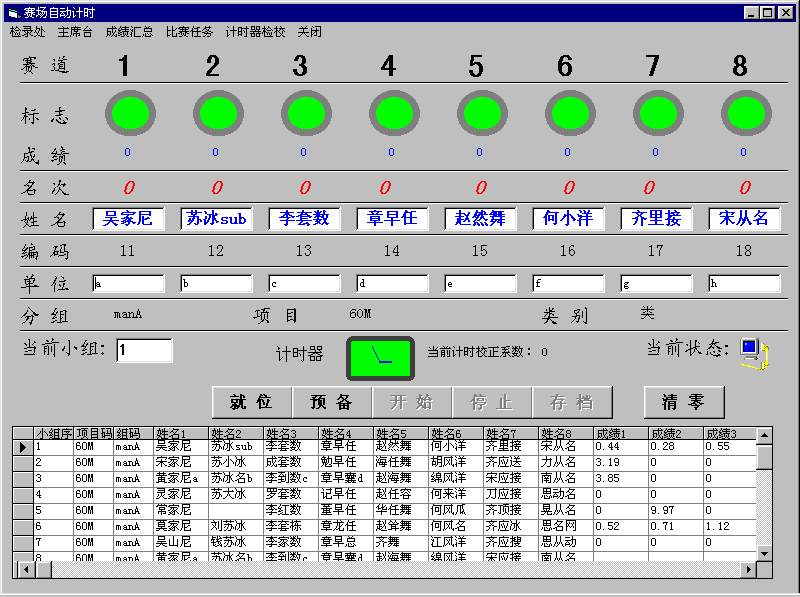 赛场自动计时
检录处 主席台 成绩汇总 比赛任务 计时器检校 关闭
赛道 1 2 3 4 5 6 7 8
标志
成绩 0 0 0 0 0 0 0 0
名次 0 0 0 0 0 0 0 0
姓名 吴家尼 苏冰sub 李套数 章早任 赵然舞 何小洋 齐里接 宋从名
编码 11 12 13 14 15 16 17 18
单位 a b c d e f g h
分组 manA 项目 60M 类别 类
当前小组: 1 计时器 当前计时校正系数: 0 当前状态:
就位 预备 开始 停止 存档 清零
小组序 项目码 组码 姓名1 姓名2 姓名3 姓名4 姓名5 姓名6 姓名7 姓名8 成绩1 成绩2 成绩3
1 60M manA 吴家尼 苏冰sub 李套数 章早任 赵然舞 何小洋 齐里接 宋从名 0.44 0.28 0.55
2 60M manA 宋家尼 苏小冰 成套数 勉早任 海任舞 胡风洋 齐应送 力从名 3.19 0 0
3 60M manA 黄家尼a 苏冰名b 李到数c 章早赛d 赵海舞 绵风洋 宋应接 南从名 3.85 0 0
4 60M manA 灵家尼 苏大冰 罗套数 记早任 赵任容 何来洋 刀应接 思动名 0 0 0
5 60M manA 常家尼 李红数 董早任 华任舞 何风瓜 齐顶接 晃从名 0 9.97 0
6 60M manA 莫家尼 刘苏冰 李套栋 章龙任 何风名 齐应冰 思名网 0.52 0.71 1.12
7 60M manA 吴山尼 钱苏冰 李家数 章早总 齐舞 江风洋 齐应搜 思从动 0 0 0
8 60M manA 黄家尼a 苏冰名b 李到数c 章早赛d 赵海舞 绵风洋 宋应接 南从名